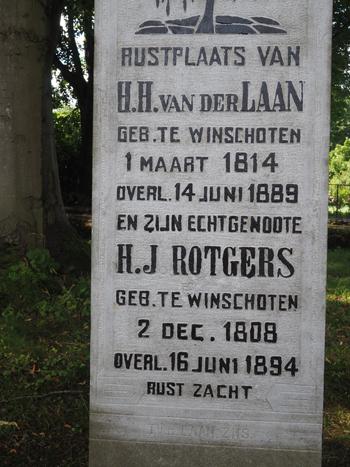 RUSTPLAATS VAN
H.H. VAN DER LAAN
GEB. TE WINSCHOTEN
1 MAART 1814
OVERL. 14 JUNI 1889
EN ZIJN ECHTGENOOTE
H.J ROTGERS
GEB. TE WINSCHOTEN
2 DEC. 1808
OVERL. 16 JUNI 1894
RUST ZACHT